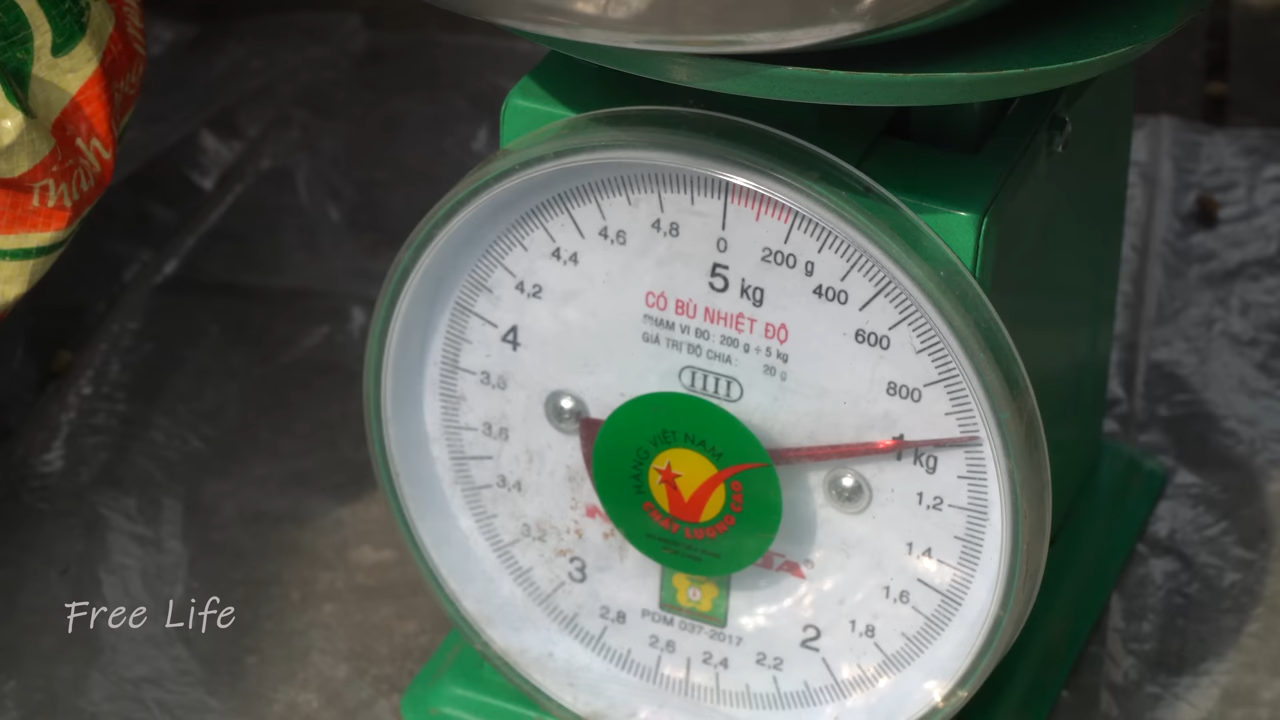 Thành
4,8
0
200 g
4,6
4,4
400
4,2
5 kg
600
CÓ BÙ NHIỆT ĐỘ
PHẠM VI ĐO: 200 g ÷ 5 kg
GIÁ TRỊ ĐỘ CHIA: 20 g
4
IIII
3,8
800
3,6
HÀNG VIỆT NAM
CHẤT LƯỢNG CAO
1 kg
3,4
1,2
3,2
1,4
3
1,6
2,8
PDM 037-2017
2
1,8
2,6
2,4
2,2
Free Life